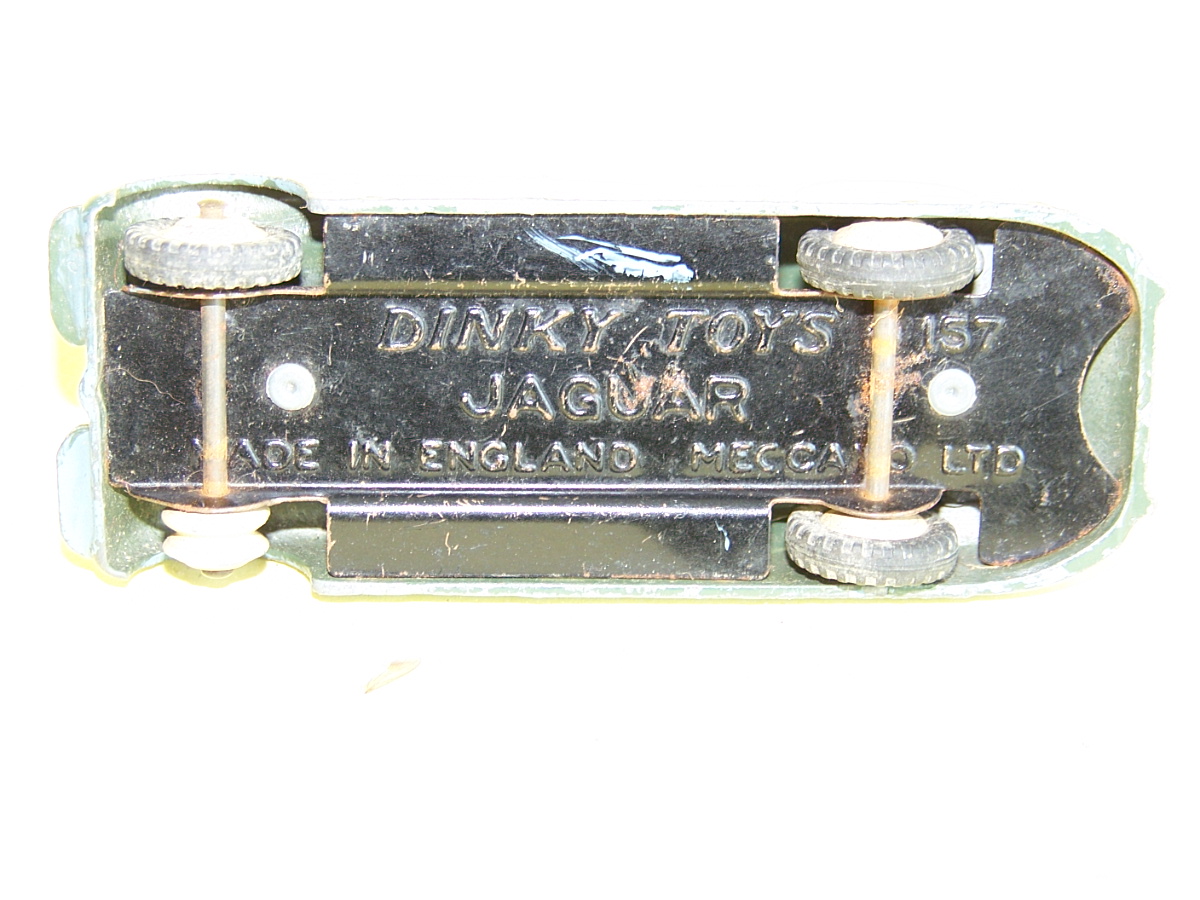 DINKY TOYS 157
JAGUAR
MADE IN ENGLAND MECCANO LTD